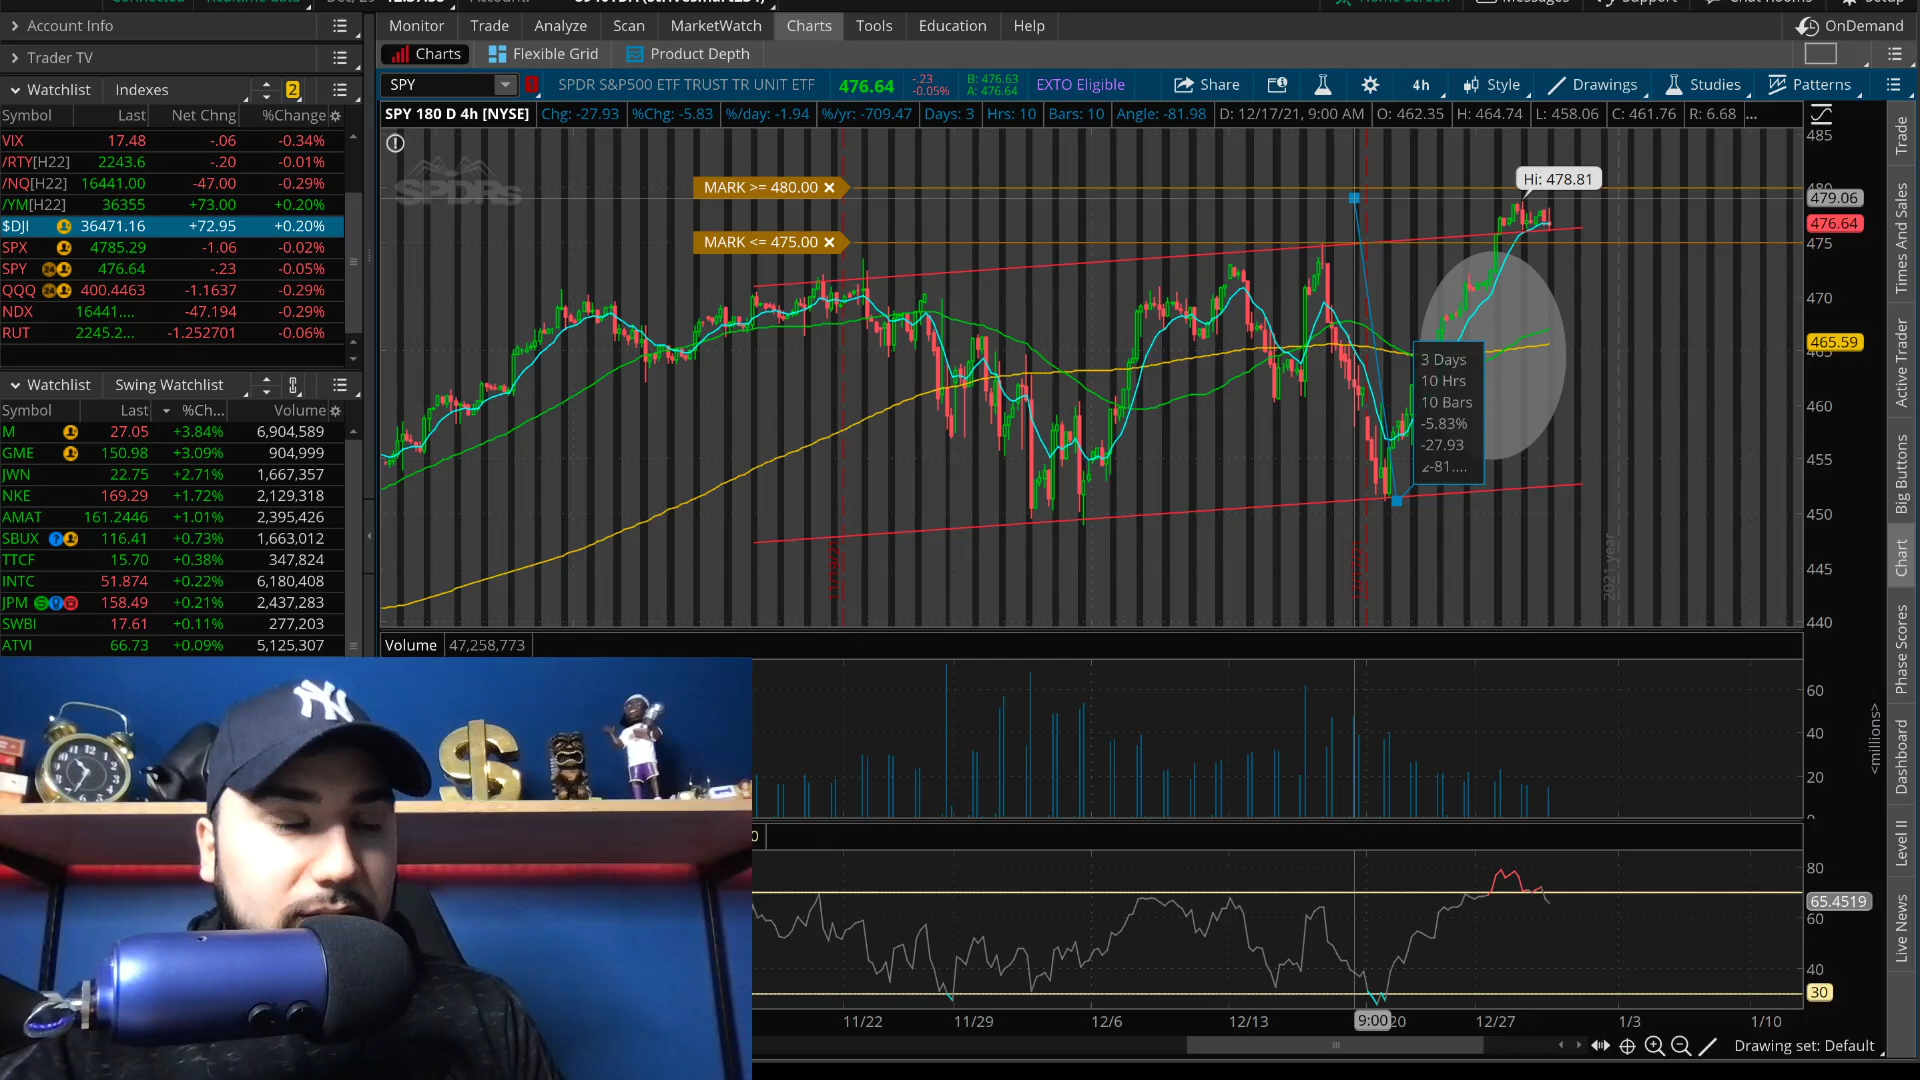 Account Info
Trader TV
Watchlist Indexes 2
Symbol Last Net Chng %Change
VIX 17.48 -.06 -0.34%
/RTY[H22] 2243.6 -.20 -0.01%
/NQ[H22] 16441.00 -47.00 -0.29%
/YM[H22] 36355 +73.00 +0.20%
$DJI 36471.16 +72.95 +0.20%
SPX 4785.29 -1.06 -0.02%
SPY 476.64 -.23 -0.05%
QQQ 400.4463 -1.1637 -0.29%
NDX 16441.... -47.194 -0.29%
RUT 2245.2... -1.252701 -0.06%
Watchlist Swing Watchlist
Symbol Last %Ch... Volume
M 27.05 +3.84% 6,904,589
GME 150.98 +3.09% 904,999
JWN 22.75 +2.71% 1,667,357
NKE 169.29 +1.72% 2,129,318
AMAT 161.2446 +1.01% 2,395,426
SBUX 116.41 +0.73% 1,663,012
TTCF 15.70 +0.38% 347,824
INTC 51.874 +0.22% 6,180,408
JPM 158.49 +0.21% 2,437,283
SWBI 17.61 +0.11% 277,203
ATVI 66.73 +0.09% 5,125,307
Monitor Trade Analyze Scan MarketWatch Charts Tools Education Help
OnDemand
Charts Flexible Grid Product Depth
SPY SPDR S&P500 ETF TRUST TR UNIT ETF 476.64 -.23 B: 476.63
-0.05% A: 476.64
EXTO Eligible Share 4h Style Drawings Studies Patterns
SPY 180 D 4h [NYSE] Chg: -27.93 %Chg: -5.83 %/day: -1.94 %/yr: -709.47 Days: 3 Hrs: 10 Bars: 10 Angle: -81.98 D: 12/17/21, 9:00 AM O: 462.35 H: 464.74 L: 458.06 C: 461.76 R: 6.68 ...
SPDRs
MARK >= 480.00
MARK <= 475.00
Hi: 478.81
485
480
479.06
476.64
475
470
465.59
465
460
455
450
445
440
3 Days
10 Hrs
10 Bars
-5.83%
-27.93
∠-81....
2021 year
Volume 47,258,773
60
40
20
<millions>
80
65.4519
60
40
30
11/22 11/29 12/6 12/13 9:00 20 12/27 1/3 1/10
Drawing set: Default
Trade
Times And Sales
Active Trader
Big Buttons
Chart
Phase Scores
Dashboard
Level II
Live News
NY